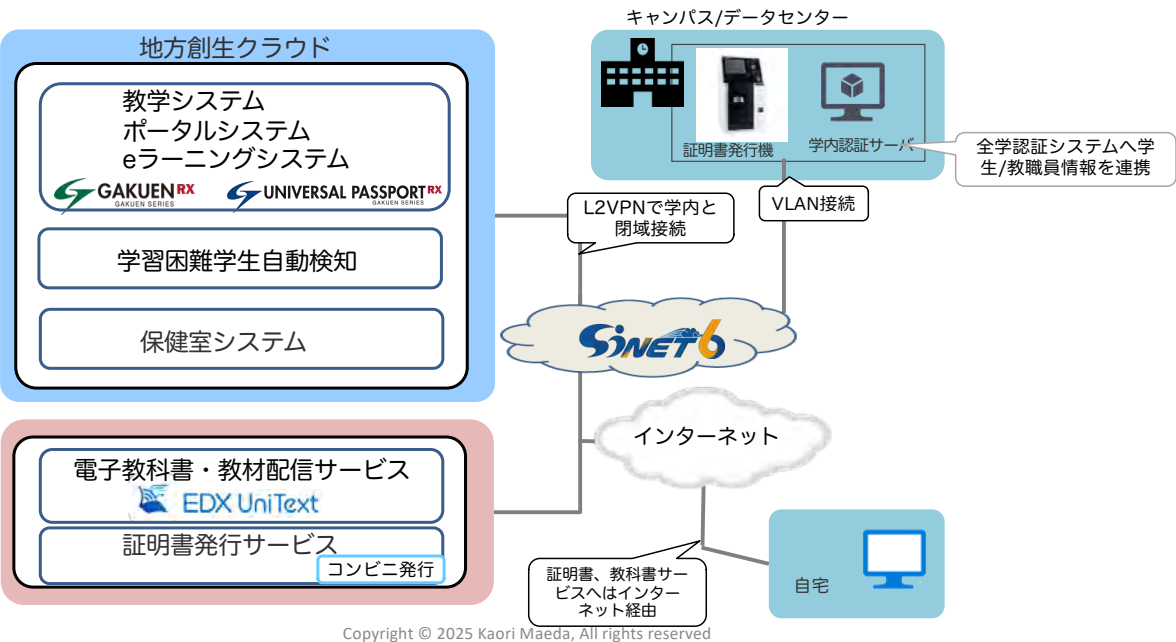 キャンパス/データセンター
地方創生クラウド
教学システム
ポータルシステム
eラーニングシステム
GAKUEN RX
GAKUEN SERIES
UNIVERSAL PASSPORT RX
GAKUEN SERIES
学習困難学生自動検知
保健室システム
証明書発行機
学内認証サーバ
全学認証システムへ学
生/教職員情報を連携
L2VPNで学内と
閉域接続
VLAN接続
SINET6
インターネット
電子教科書・教材配信サービス
EDX UniText
証明書発行サービス
コンビニ発行
証明書、教科書サー
ビスへはインター
ネット経由
自宅
Copyright © 2025 Kaori Maeda, All rights reserved